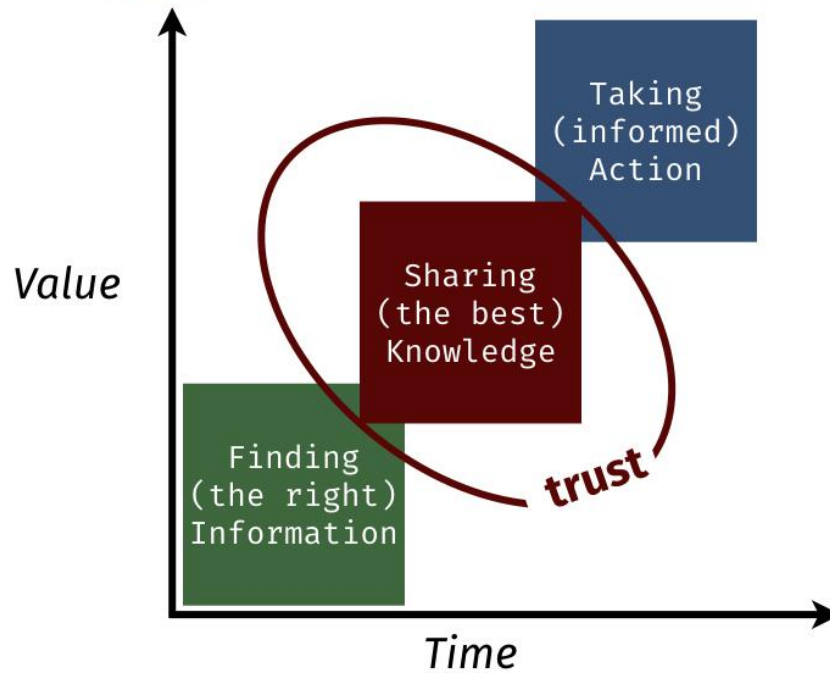 Taking
(informed)
Action
Value
Sharing
(the best)
Knowledge
Finding
(the right)
Information
trust
Time